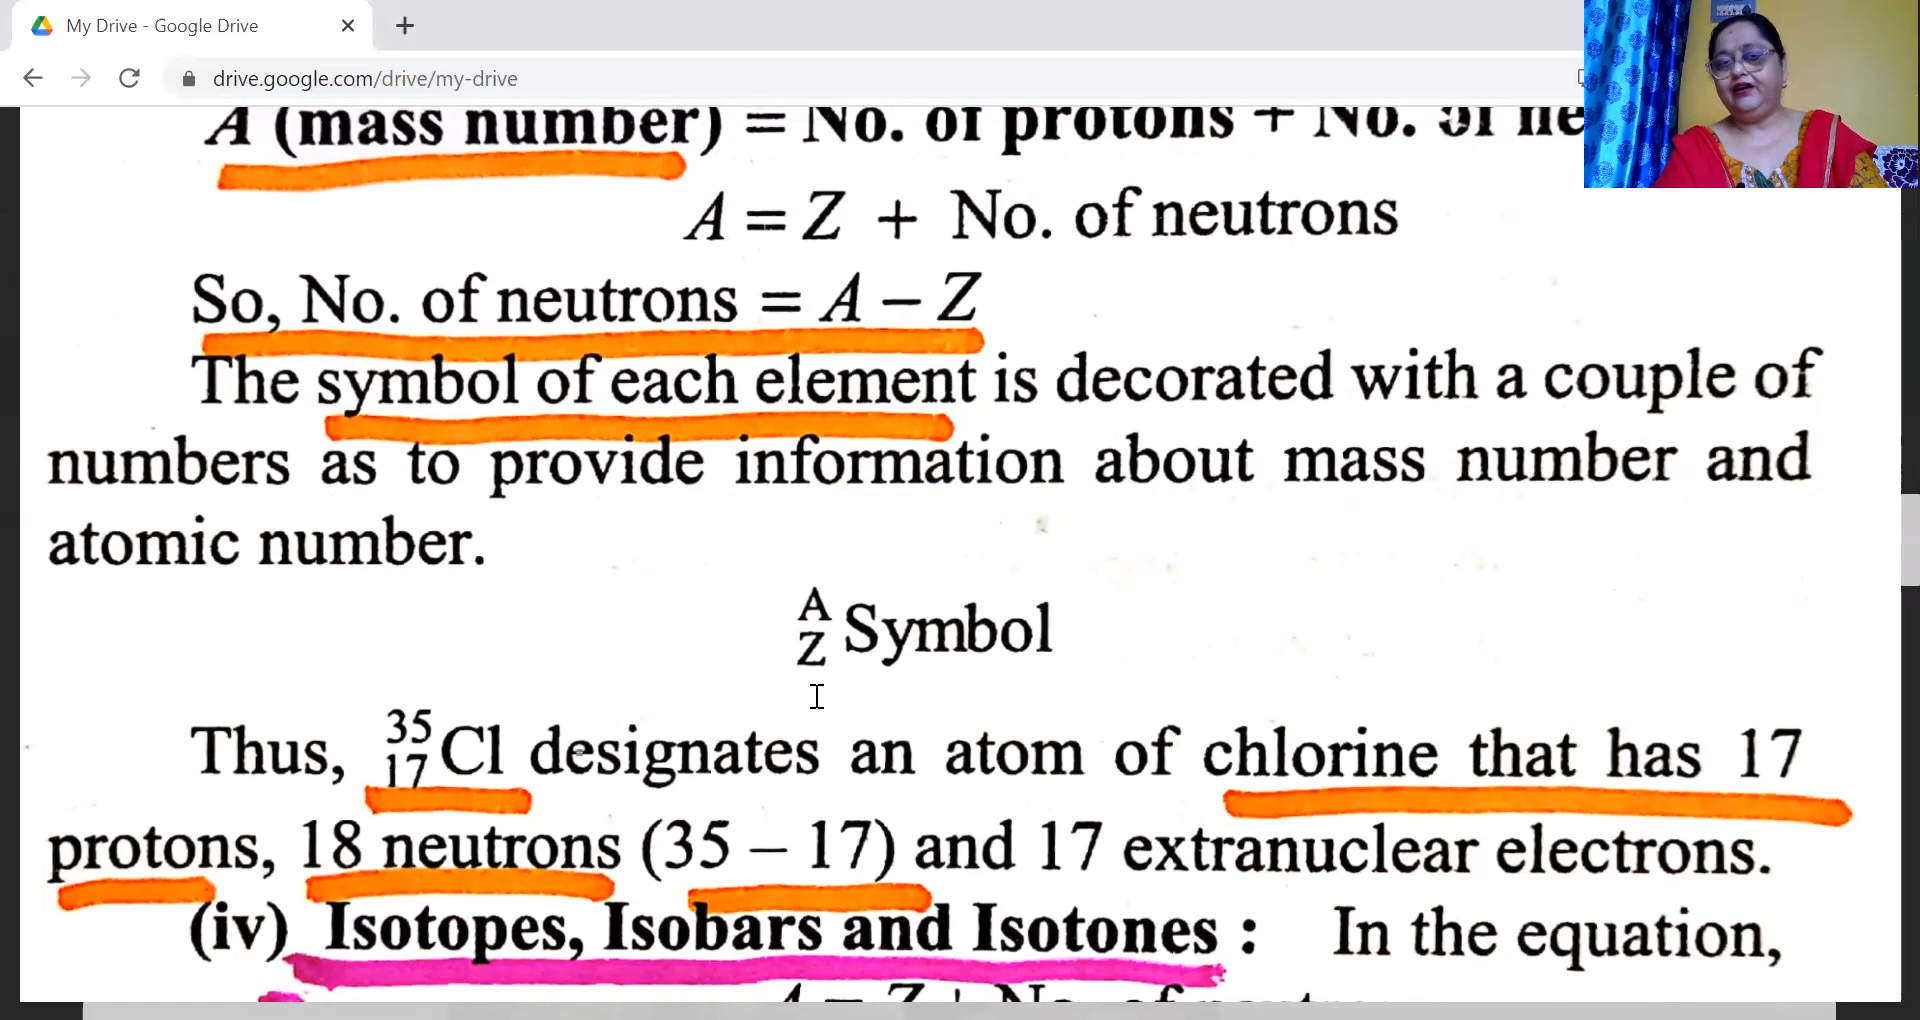 My Drive - Google Drive
drive.google.com/drive/my-drive
A (mass number) = No. of protons + No. of ne
A = Z + No. of neutrons
So, No. of neutrons = A – Z
The symbol of each element is decorated with a couple of
numbers as to provide information about mass number and
atomic number.
A
Z Symbol
Thus, 35
17 Cl designates an atom of chlorine that has 17
protons, 18 neutrons (35 – 17) and 17 extranuclear electrons.
(iv) Isotopes, Isobars and Isotones : In the equation,
A = Z + No. of